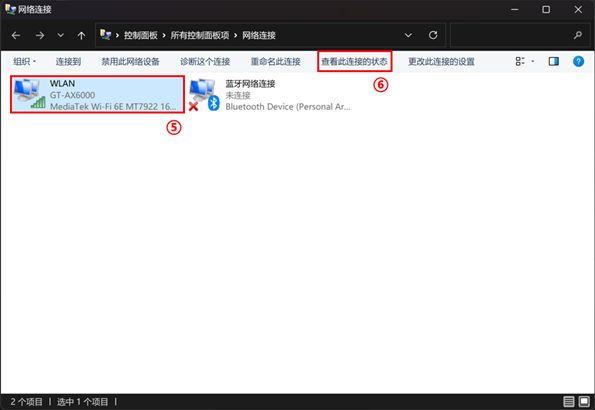 网络连接
控制面板 › 所有控制面板项 › 网络连接
组织 连接到 禁用此网络设备 诊断这个连接 重命名此连接 查看此连接的状态 更改此连接的设置
⑥
WLAN
GT-AX6000
MediaTek Wi-Fi 6E MT7922 16...
⑤
蓝牙网络连接
未连接
Bluetooth Device (Personal Ar...
2 个项目 | 选中 1 个项目 |